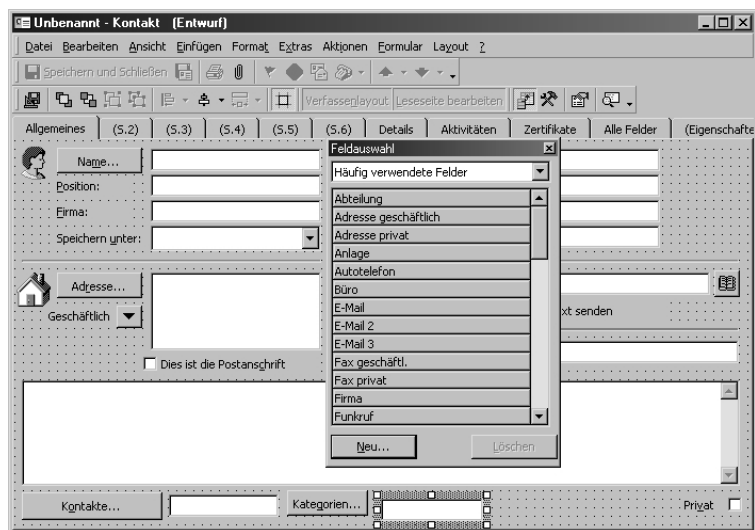 Unbenannt - Kontakt (Entwurf)
Datei Bearbeiten Ansicht Einfügen Format Extras Aktionen Formular Layout ?
Speichern und Schließen
Verfassenlayout Leseseite bearbeiten
Allgemeines (S.2) (S.3) (S.4) (S.5) (S.6) Details Aktivitäten Zertifikate Alle Felder (Eigenschafte
Feldauswahl
Name...
Häufig verwendete Felder
Position:
Abteilung
Firma:
Adresse geschäftlich
Speichern unter:
Adresse privat
Anlage
Autotelefon
Adresse...
Büro
Geschäftlich
E-Mail
xt senden
E-Mail 2
E-Mail 3
Dies ist die Postanschrift
Fax geschäftl.
Fax privat
Firma
Funkruf
Neu... Löschen
Kontakte... Kategorien... Privat